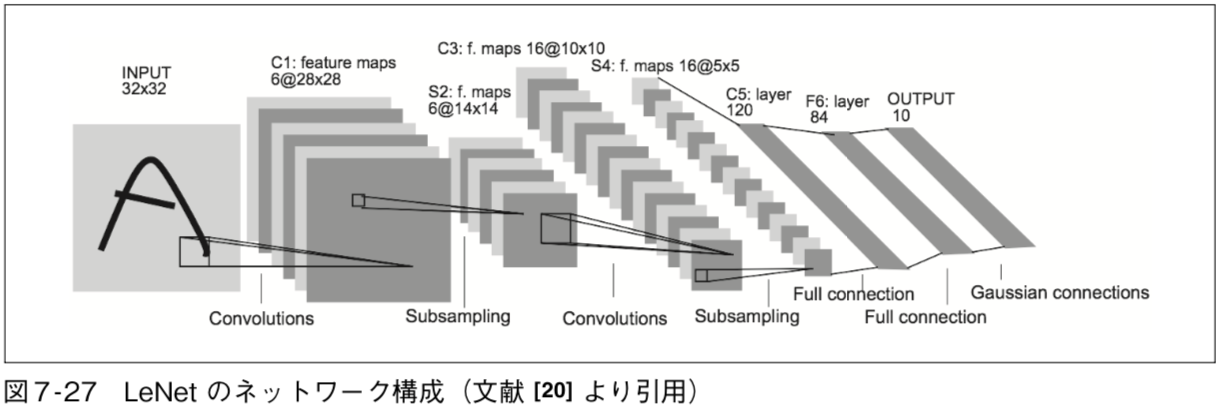 INPUT
32x32
C1: feature maps
6@28x28
S2: f. maps
6@14x14
C3: f. maps 16@10x10
S4: f. maps 16@5x5
C5: layer
120
F6: layer
84
OUTPUT
10
Convolutions
Subsampling
Convolutions
Subsampling
Full connection
Full connection
Gaussian connections
図7-27 LeNet のネットワーク構成（文献 [20] より引用）